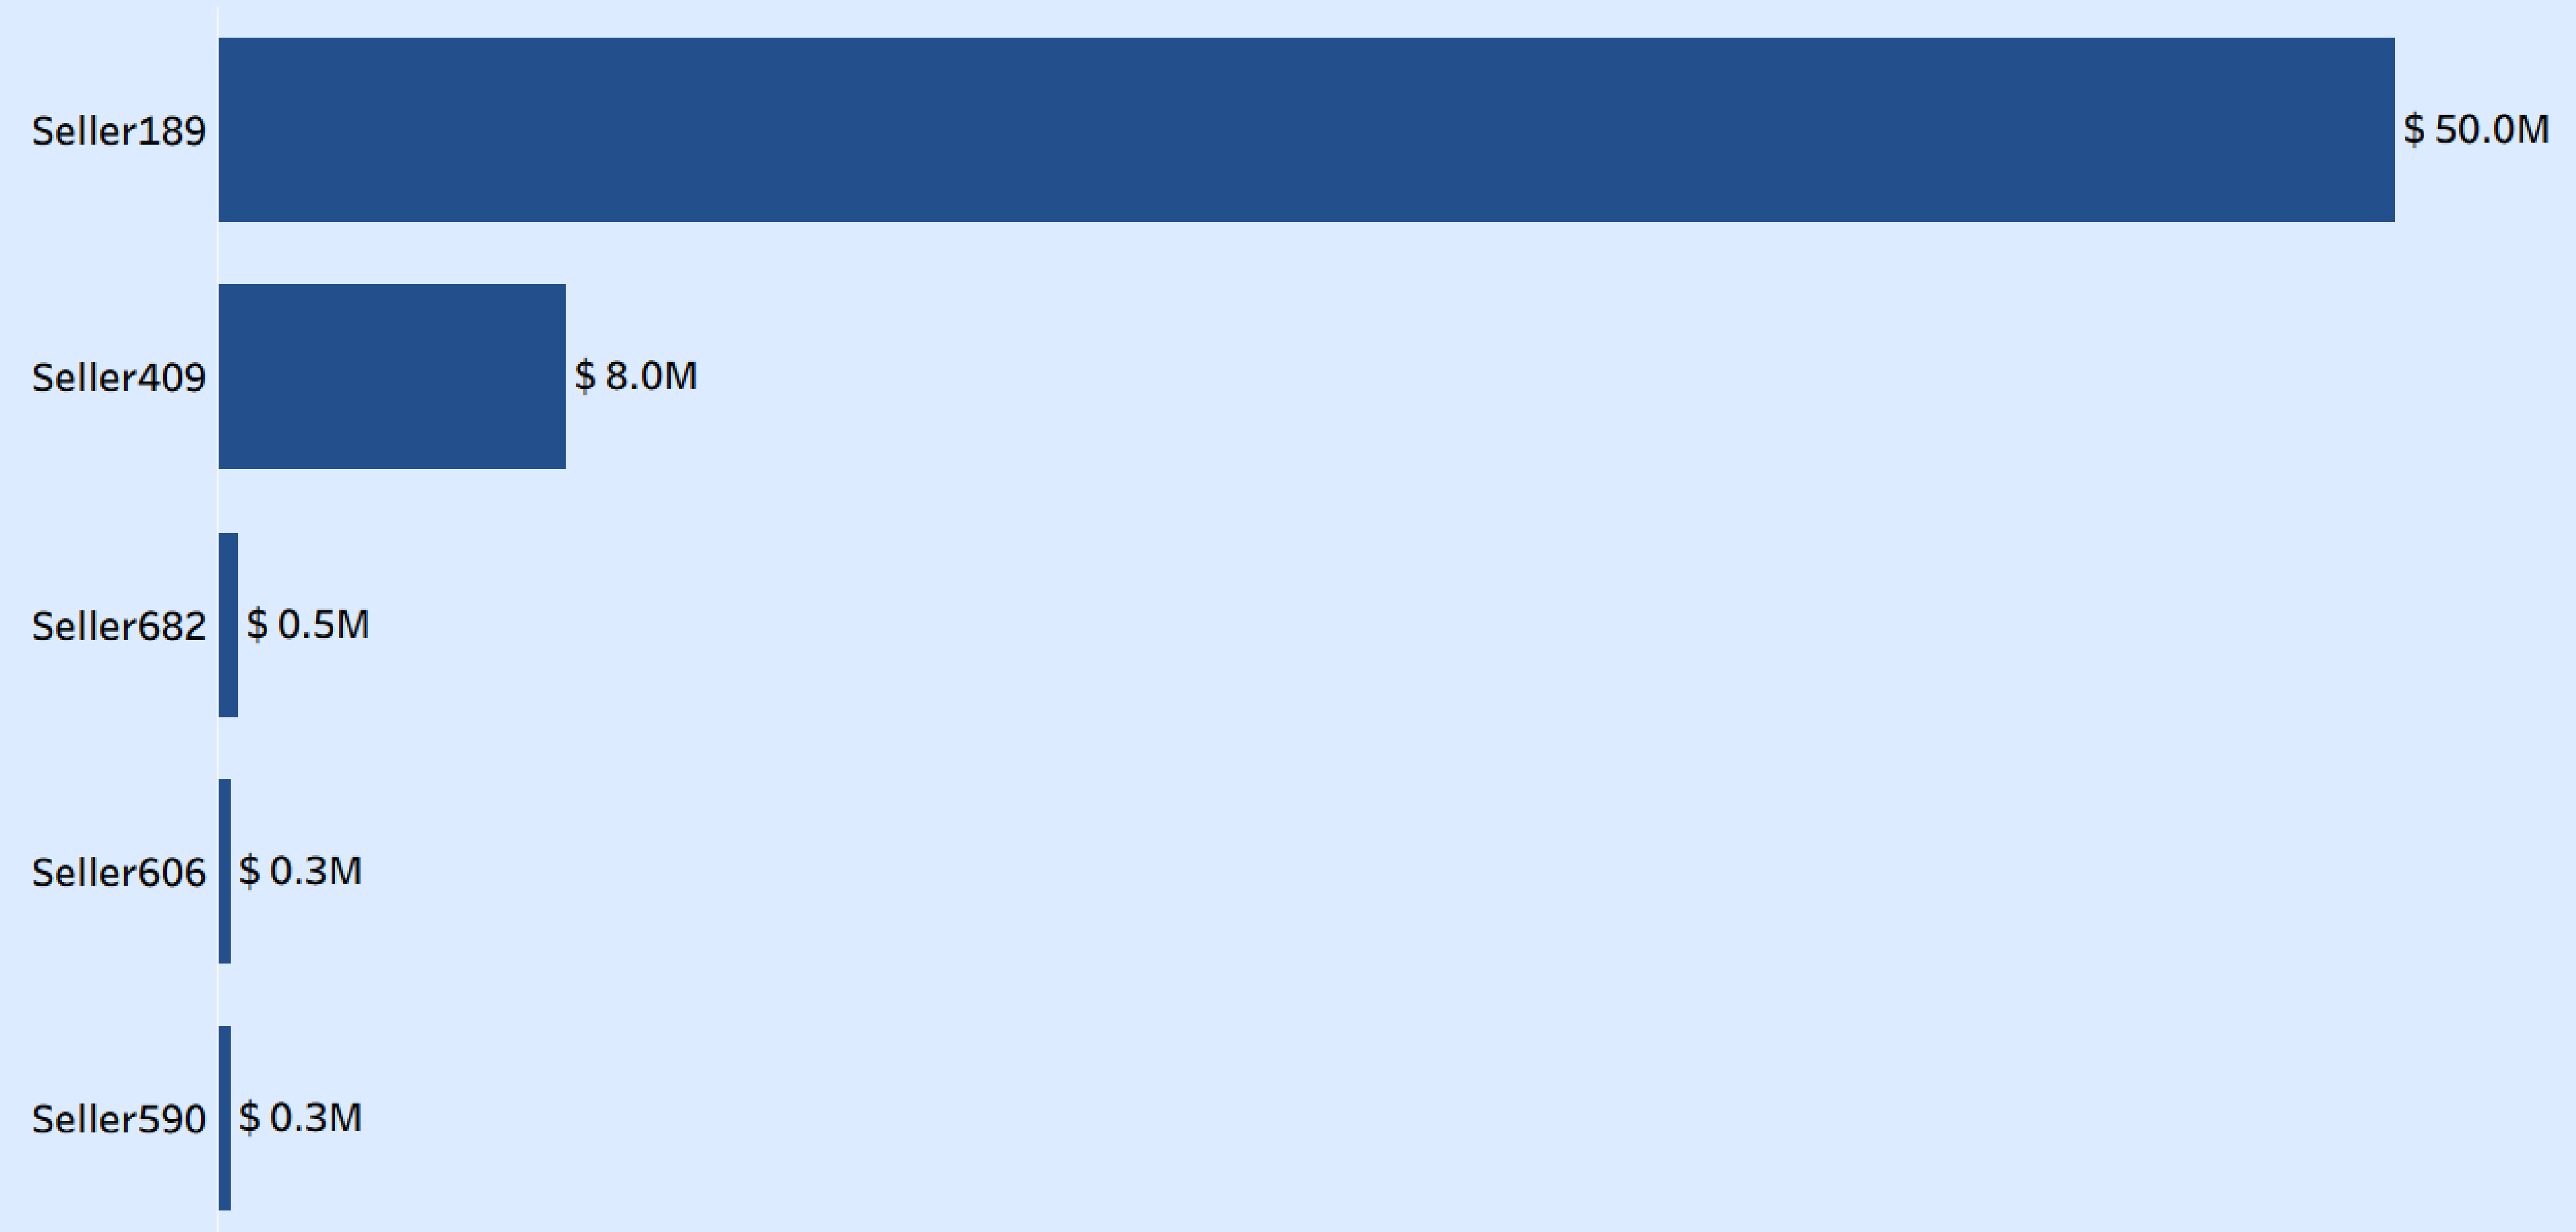 Seller189 $ 50.0M
Seller409 $ 8.0M
Seller682 $ 0.5M
Seller606 $ 0.3M
Seller590 $ 0.3M